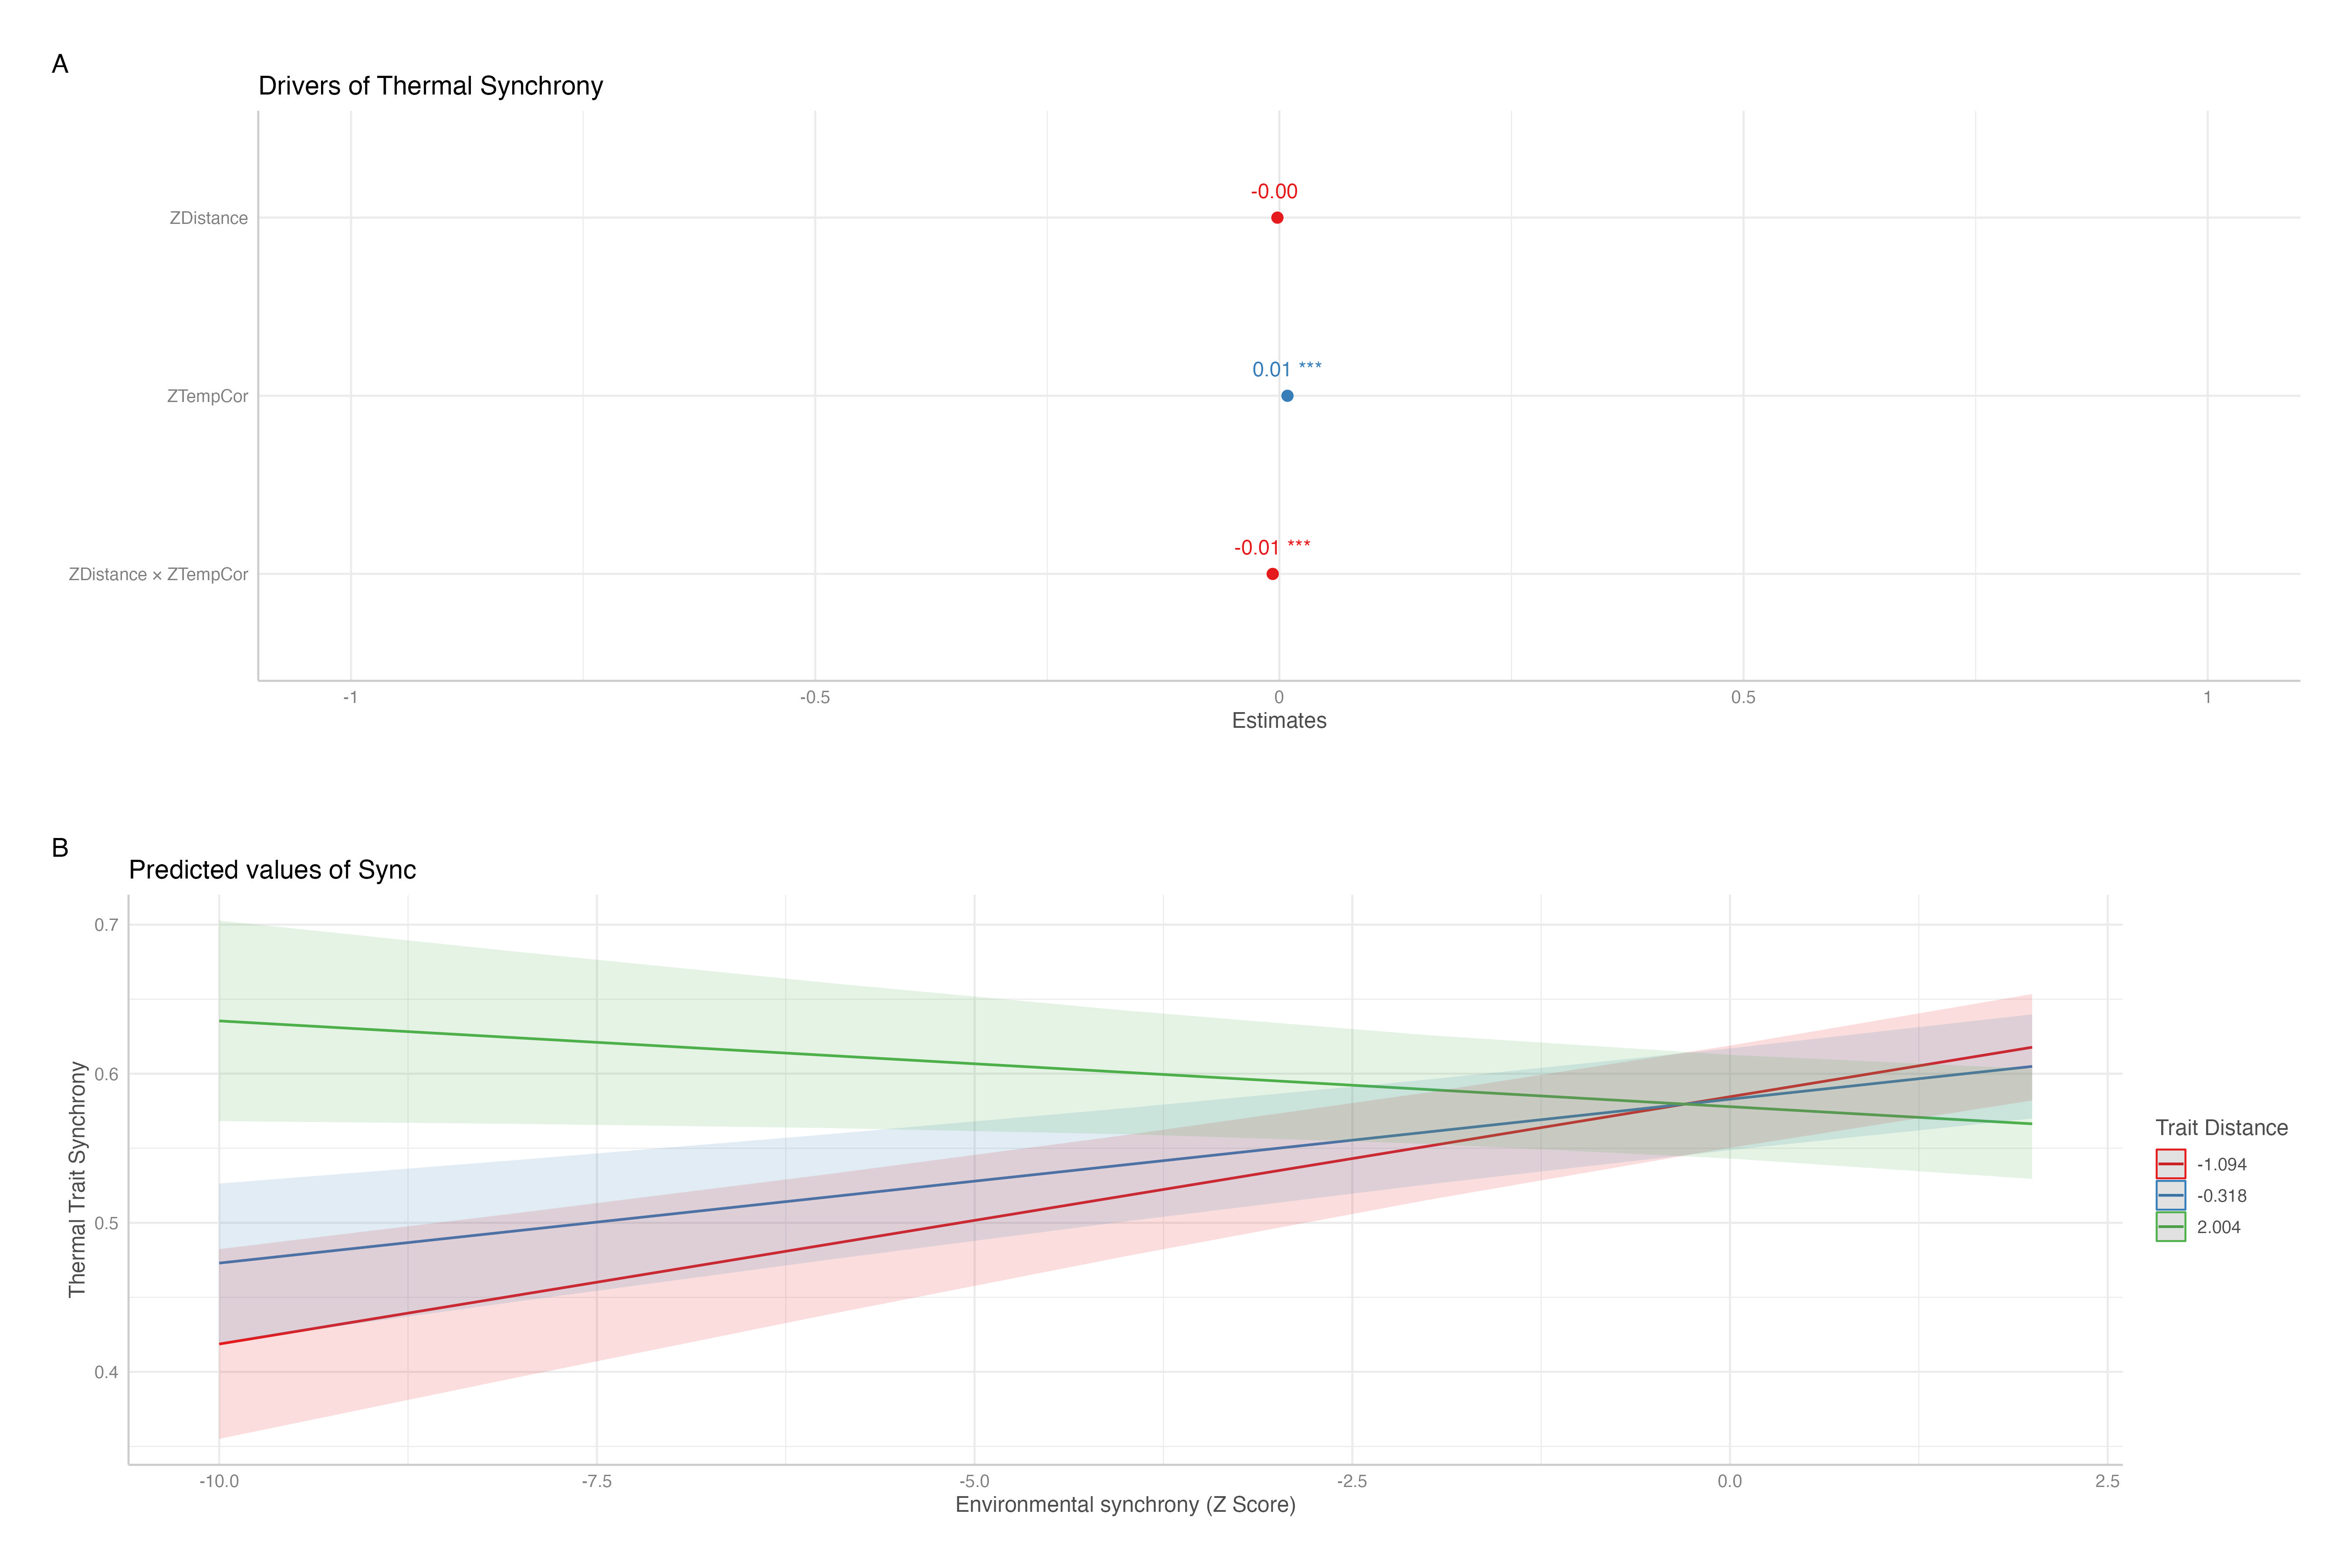 A
Drivers of Thermal Synchrony
-0.00
ZDistance
0.01 ***
ZTempCor
-0.01 ***
ZDistance × ZTempCor
-1 -0.5 0 0.5 1
Estimates
B
Predicted values of Sync
0.7
0.6
0.5
0.4
Thermal Trait Synchrony
-10.0 -7.5 -5.0 -2.5 0.0 2.5
Environmental synchrony (Z Score)
Trait Distance
-1.094
-0.318
2.004